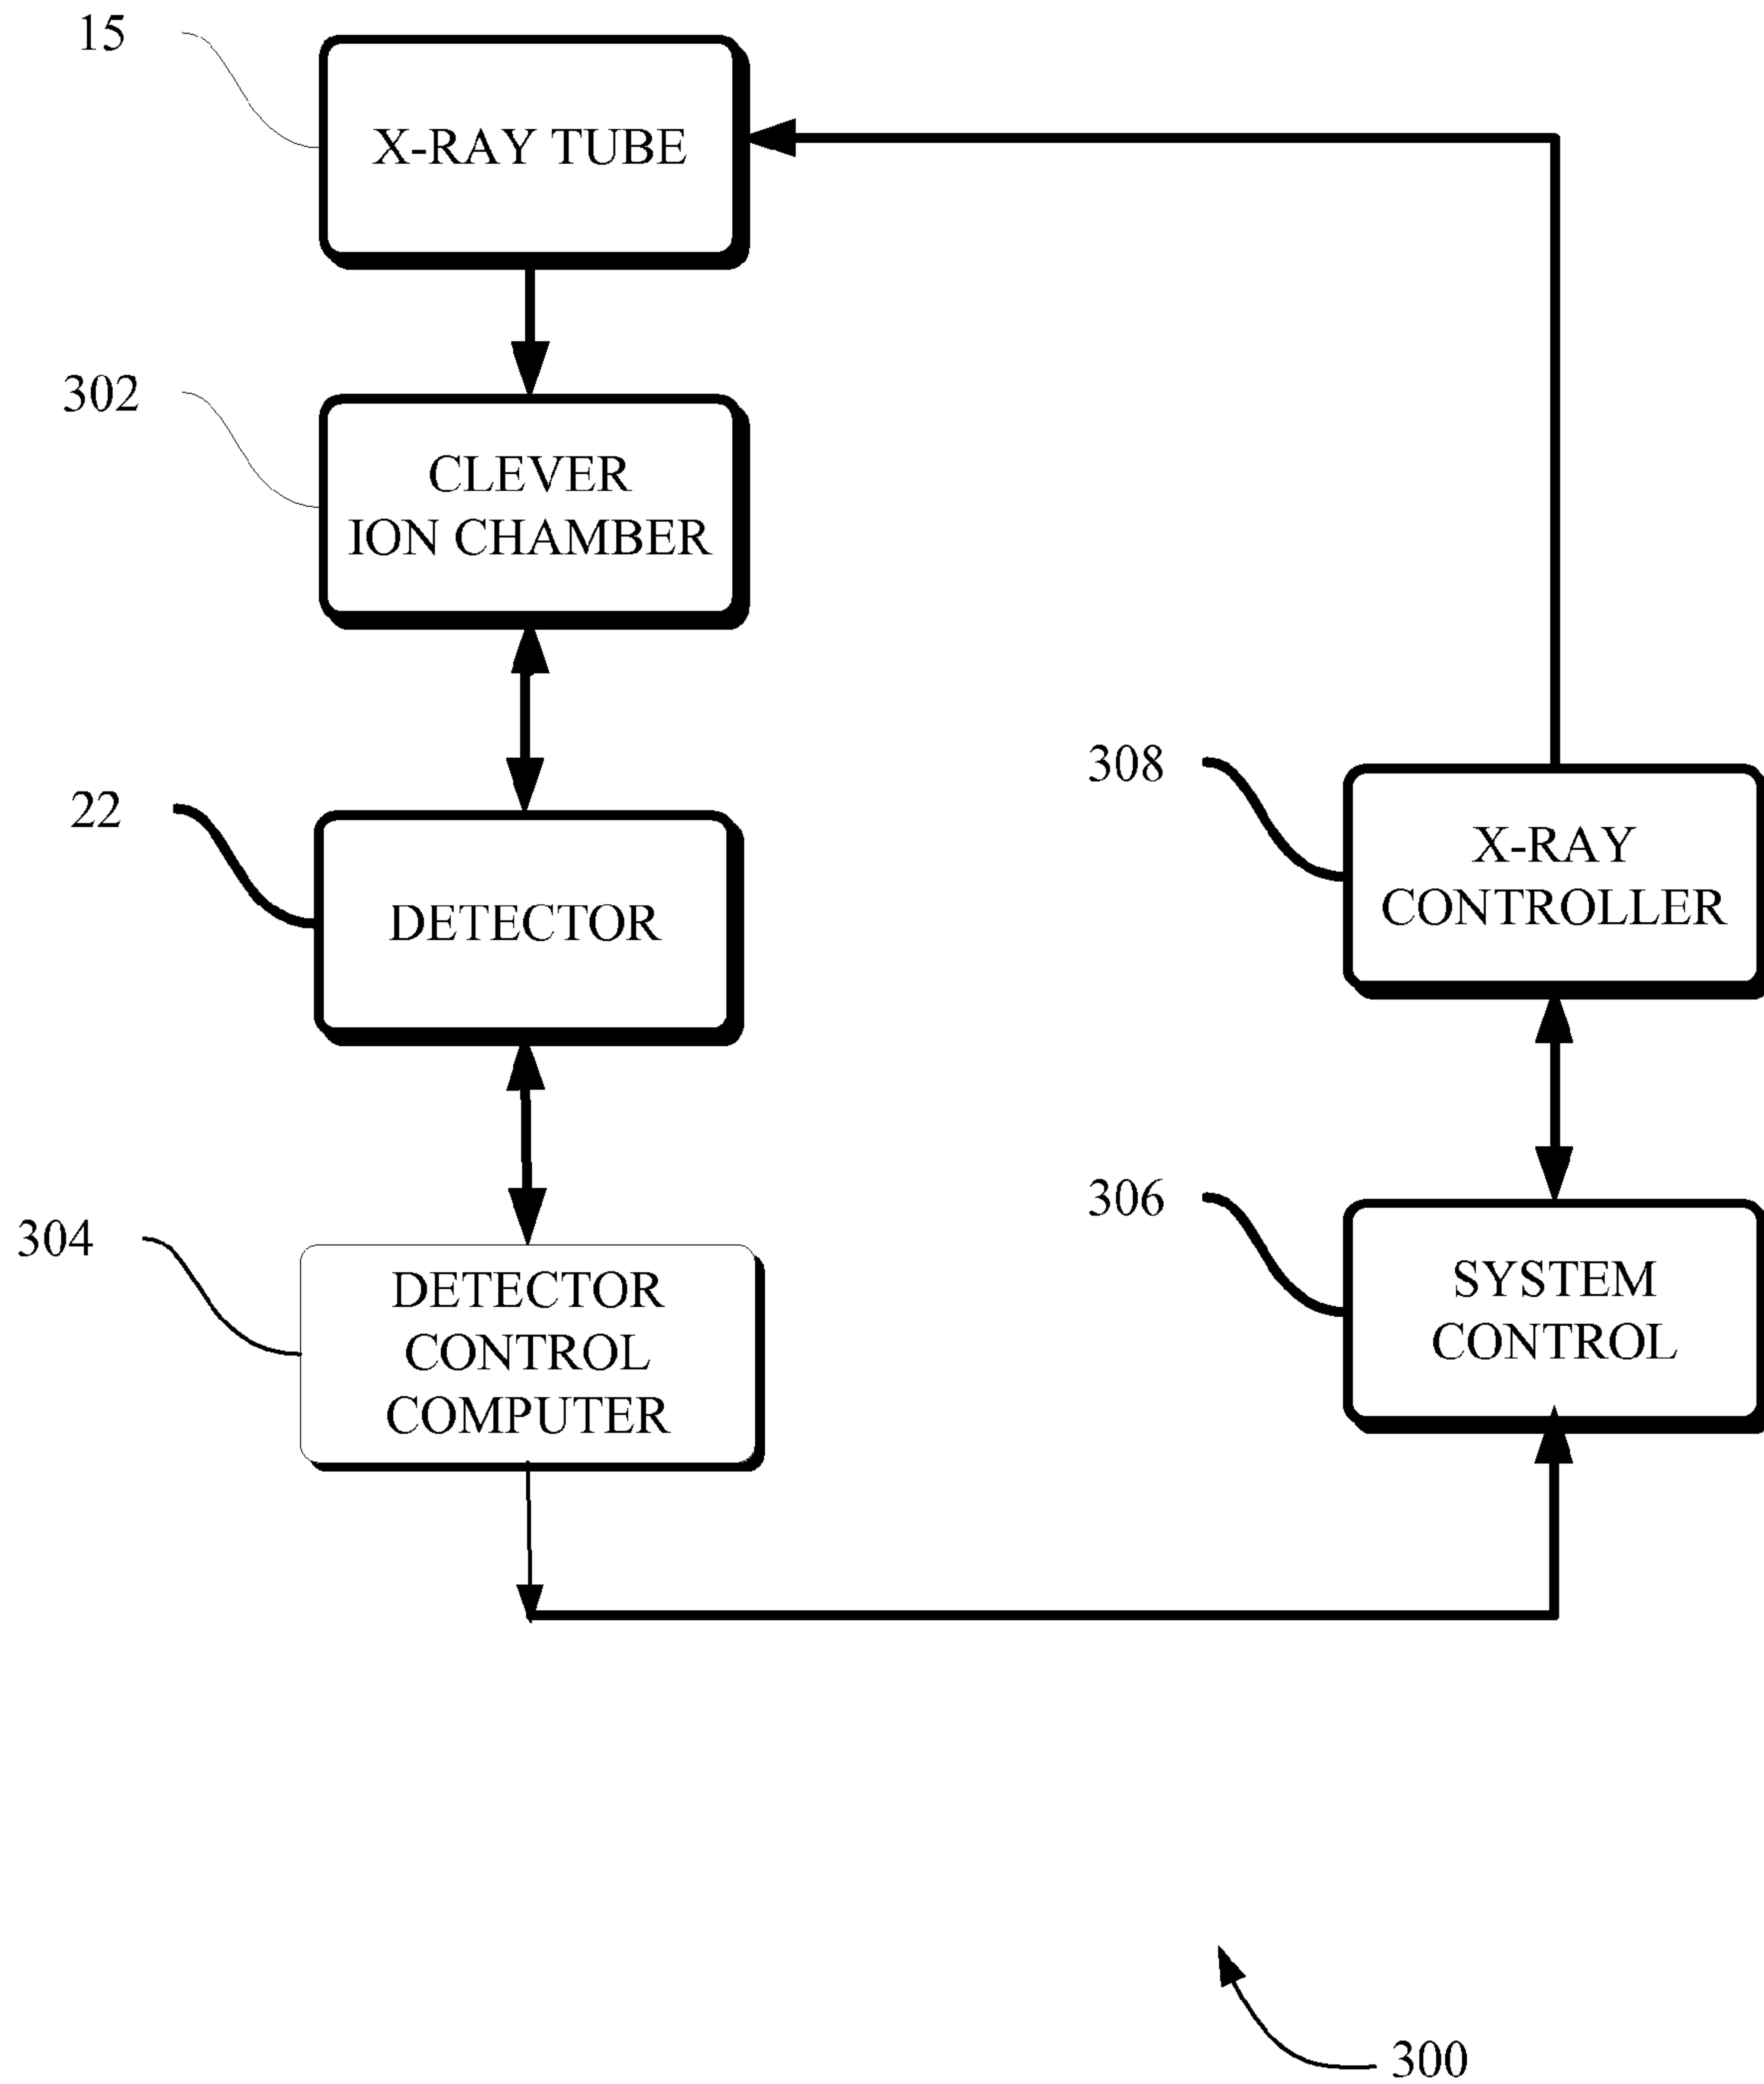 15
X-RAY TUBE
302
CLEVER
ION CHAMBER
22
DETECTOR
308
X-RAY
CONTROLLER
304
DETECTOR
CONTROL
COMPUTER
306
SYSTEM
CONTROL
300